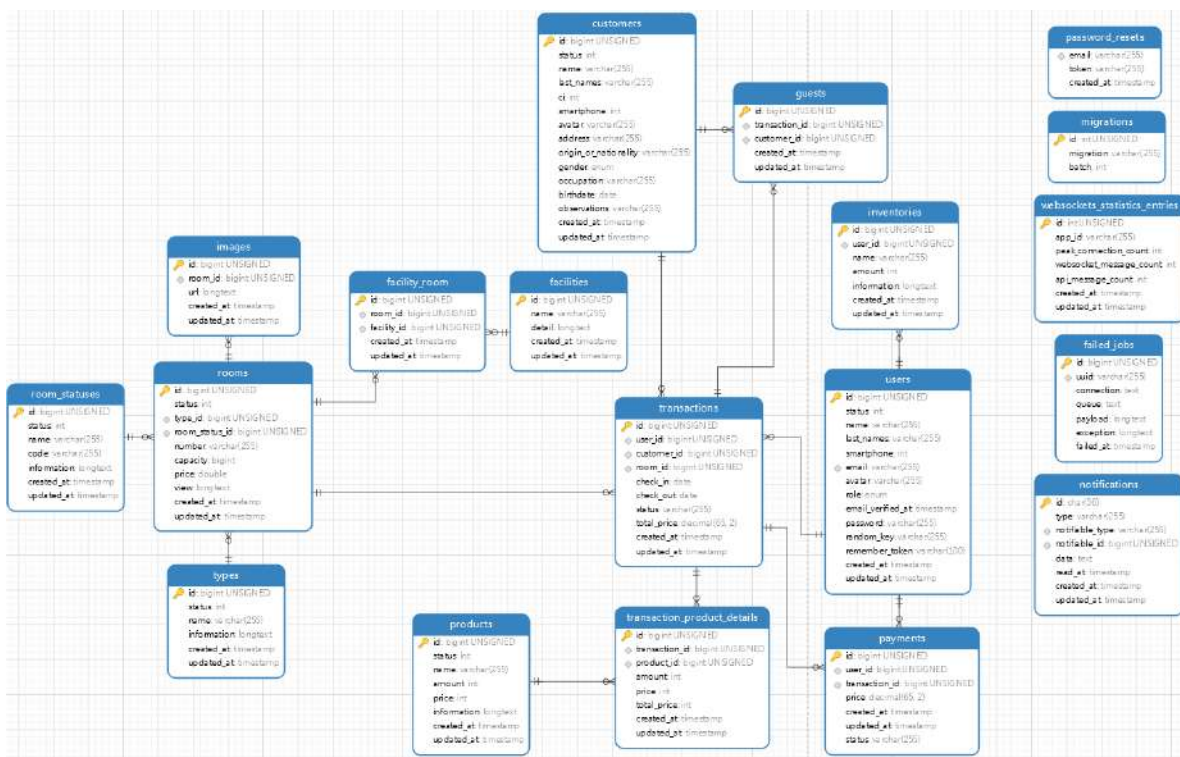 customers
id: bigint UNSIGNED
status: int
name: varchar(255)
last_names: varchar(255)
ci: int
smartphone: int
avatar: varchar(255)
address: varchar(255)
origin_or_nationality: varchar(255)
gender: enum
occupation: varchar(255)
birthdate: date
observations: varchar(255)
created_at: timestamp
updated_at: timestamp
guests
id: bigint UNSIGNED
transaction_id: bigint UNSIGNED
customer_id: bigint UNSIGNED
created_at: timestamp
updated_at: timestamp
password_resets
email: varchar(255)
token: varchar(255)
created_at: timestamp
migrations
id: int UNSIGNED
migration: varchar(255)
batch: int
websockets_statistics_entries
id: int UNSIGNED
app_id: varchar(255)
peak_connection_count: int
websocket_message_count: int
api_message_count: int
created_at: timestamp
updated_at: timestamp
inventories
id: bigint UNSIGNED
user_id: bigint UNSIGNED
name: varchar(255)
amount: int
information: longtext
created_at: timestamp
updated_at: timestamp
images
id: bigint UNSIGNED
room_id: bigint UNSIGNED
url: longtext
created_at: timestamp
updated_at: timestamp
facility_room
id: bigint UNSIGNED
room_id: bigint UNSIGNED
facility_id: bigint UNSIGNED
created_at: timestamp
updated_at: timestamp
facilities
id: bigint UNSIGNED
name: varchar(255)
detail: longtext
created_at: timestamp
updated_at: timestamp
failed_jobs
id: bigint UNSIGNED
uuid: varchar(255)
connection: text
queue: text
payload: longtext
exception: longtext
failed_at: timestamp
room_statuses
id: bigint UNSIGNED
status: int
name: varchar(255)
code: varchar(255)
information: longtext
created_at: timestamp
updated_at: timestamp
rooms
id: bigint UNSIGNED
status: int
type_id: bigint UNSIGNED
room_status_id: bigint UNSIGNED
number: varchar(255)
capacity: bigint
price: double
view: longtext
created_at: timestamp
updated_at: timestamp
transactions
id: bigint UNSIGNED
user_id: bigint UNSIGNED
customer_id: bigint UNSIGNED
room_id: bigint UNSIGNED
check_in: date
check_out: date
status: varchar(255)
total_price: decimal(65, 2)
created_at: timestamp
updated_at: timestamp
users
id: bigint UNSIGNED
status: int
name: varchar(255)
last_names: varchar(255)
smartphone: int
email: varchar(255)
avatar: varchar(255)
role: enum
email_verified_at: timestamp
password: varchar(255)
random_key: varchar(255)
remember_token: varchar(100)
created_at: timestamp
updated_at: timestamp
notifications
id: char(36)
type: varchar(255)
notifiable_type: varchar(255)
notifiable_id: bigint UNSIGNED
data: text
read_at: timestamp
created_at: timestamp
updated_at: timestamp
types
id: bigint UNSIGNED
status: int
name: varchar(255)
information: longtext
created_at: timestamp
updated_at: timestamp
products
id: bigint UNSIGNED
status: int
name: varchar(255)
amount: int
price: int
information: longtext
created_at: timestamp
updated_at: timestamp
transaction_product_details
id: bigint UNSIGNED
transaction_id: bigint UNSIGNED
product_id: bigint UNSIGNED
amount: int
price: int
total_price: int
created_at: timestamp
updated_at: timestamp
payments
id: bigint UNSIGNED
user_id: bigint UNSIGNED
transaction_id: bigint UNSIGNED
price: decimal(65, 2)
created_at: timestamp
updated_at: timestamp
status: varchar(255)